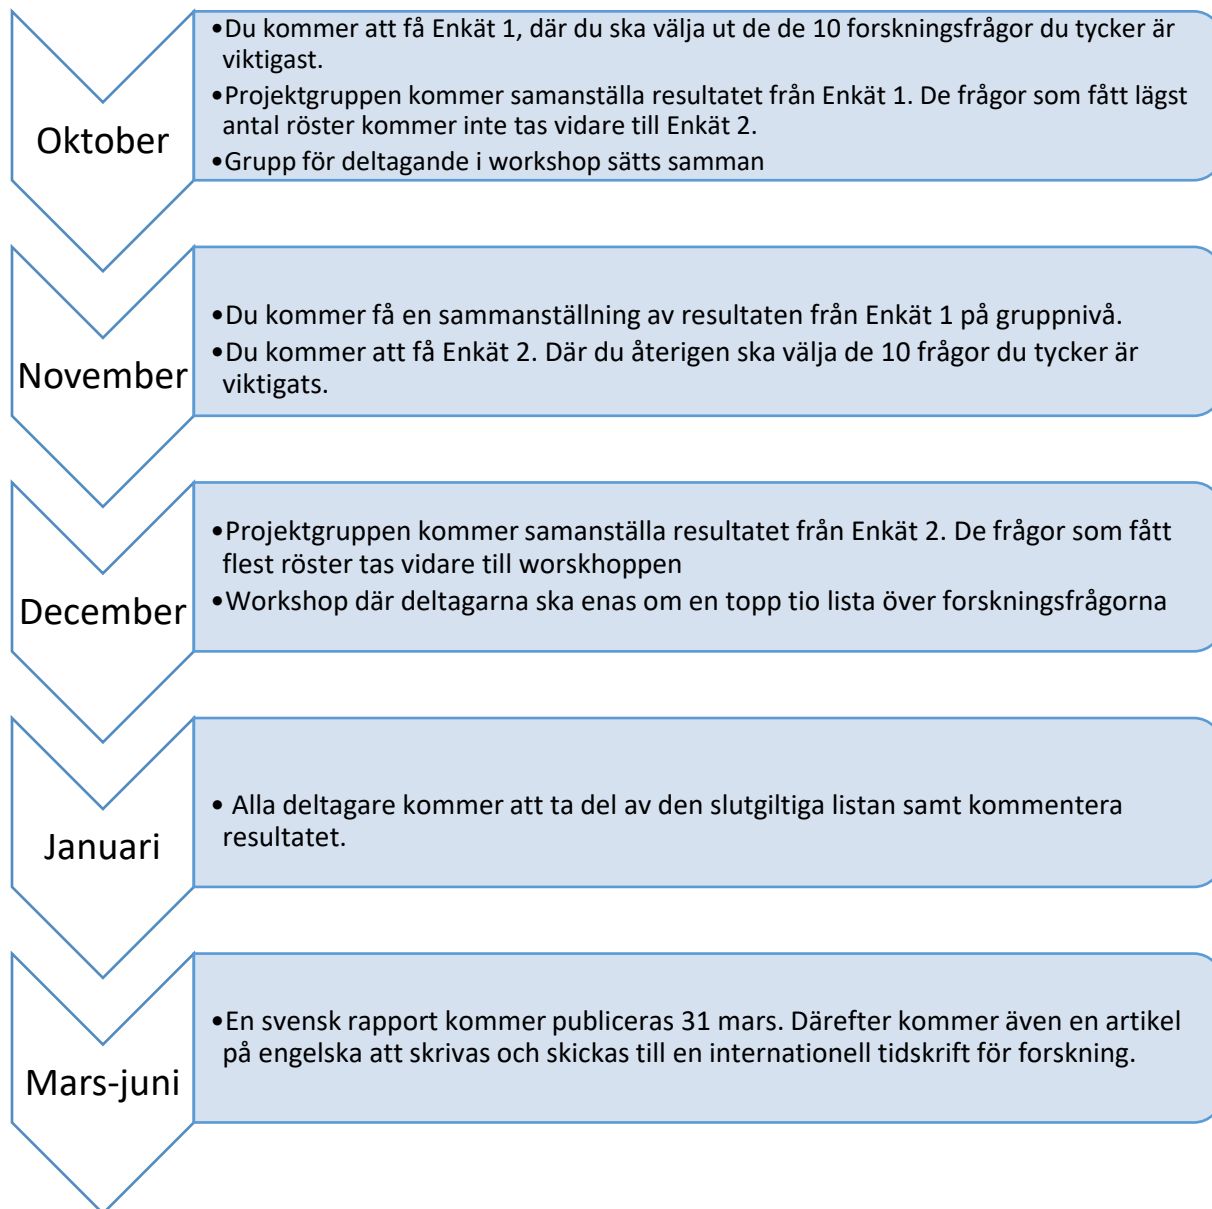 Oktober
•Du kommer att få Enkät 1, där du ska välja ut de de 10 forskningsfrågor du tycker är
viktigast.
•Projektgruppen kommer samanställa resultatet från Enkät 1. De frågor som fått lägst
antal röster kommer inte tas vidare till Enkät 2.
•Grupp för deltagande i workshop sätts samman
November
•Du kommer få en sammanställning av resultaten från Enkät 1 på gruppnivå.
•Du kommer att få Enkät 2. Där du återigen ska välja de 10 frågor du tycker är
viktigats.
December
•Projektgruppen kommer samanställa resultatet från Enkät 2. De frågor som fått
flest röster tas vidare till worskhoppen
•Workshop där deltagarna ska enas om en topp tio lista över forskningsfrågorna
Januari
• Alla deltagare kommer att ta del av den slutgiltiga listan samt kommentera
resultatet.
Mars-juni
•En svensk rapport kommer publiceras 31 mars. Därefter kommer även en artikel
på engelska att skrivas och skickas till en internationell tidskrift för forskning.